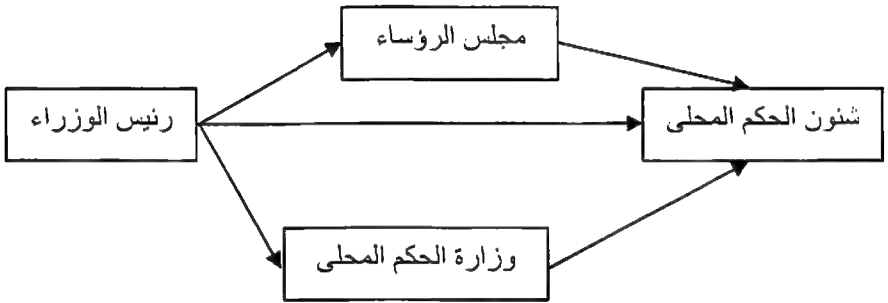 مجلس الرؤساء
رئيس الوزراء
شئون الحكم المحلى
وزارة الحكم المحلى